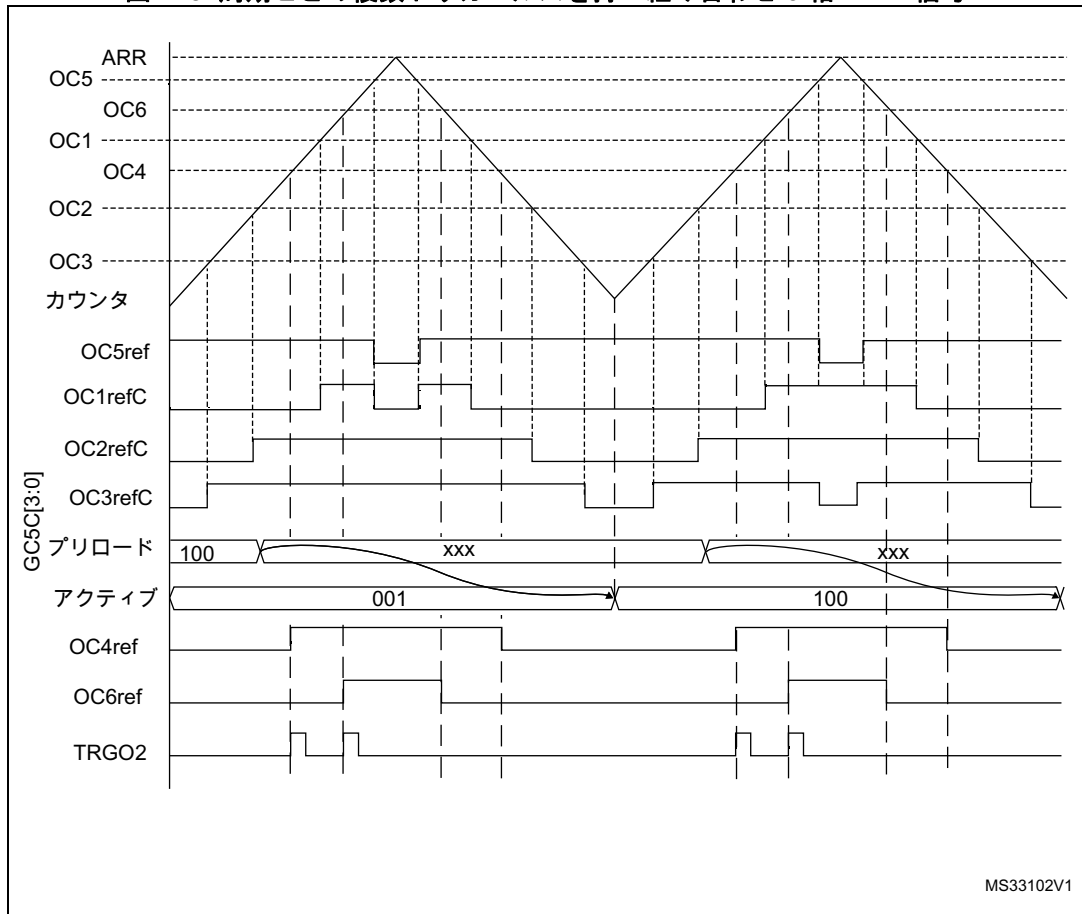 ARR
OC5
OC6
OC1
OC4
OC2
OC3
カウンタ
OC5ref
OC1refC
OC2refC
OC3refC
GC5C[3:0]
プリロード
100
xxx
xxx
アクティブ
001
100
OC4ref
OC6ref
TRGO2
MS33102V1